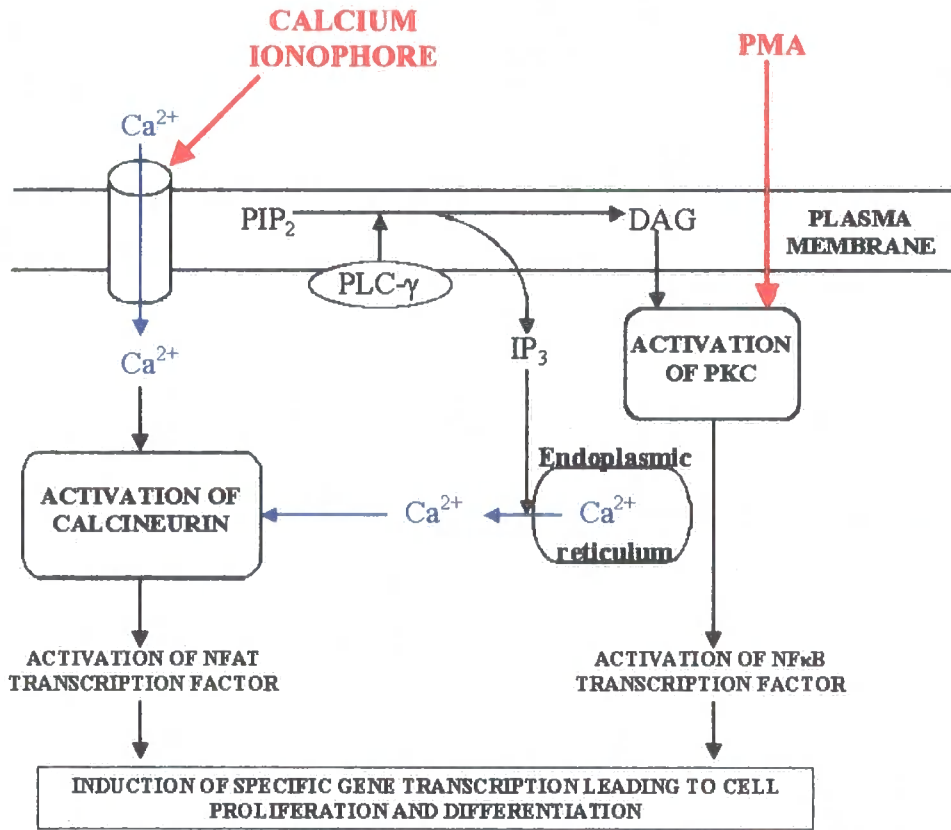 CALCIUM
IONOPHORE
PMA
Ca²⁺
PIP₂
DAG
PLASMA
MEMBRANE
PLC-γ
Ca²⁺
IP₃
ACTIVATION
OF PKC
Endoplasmic
ACTIVATION OF
CALCINEURIN
Ca²⁺
Ca²⁺
reticulum
ACTIVATION OF NFAT
TRANSCRIPTION FACTOR
ACTIVATION OF NFκB
TRANSCRIPTION FACTOR
INDUCTION OF SPECIFIC GENE TRANSCRIPTION LEADING TO CELL
PROLIFERATION AND DIFFERENTIATION